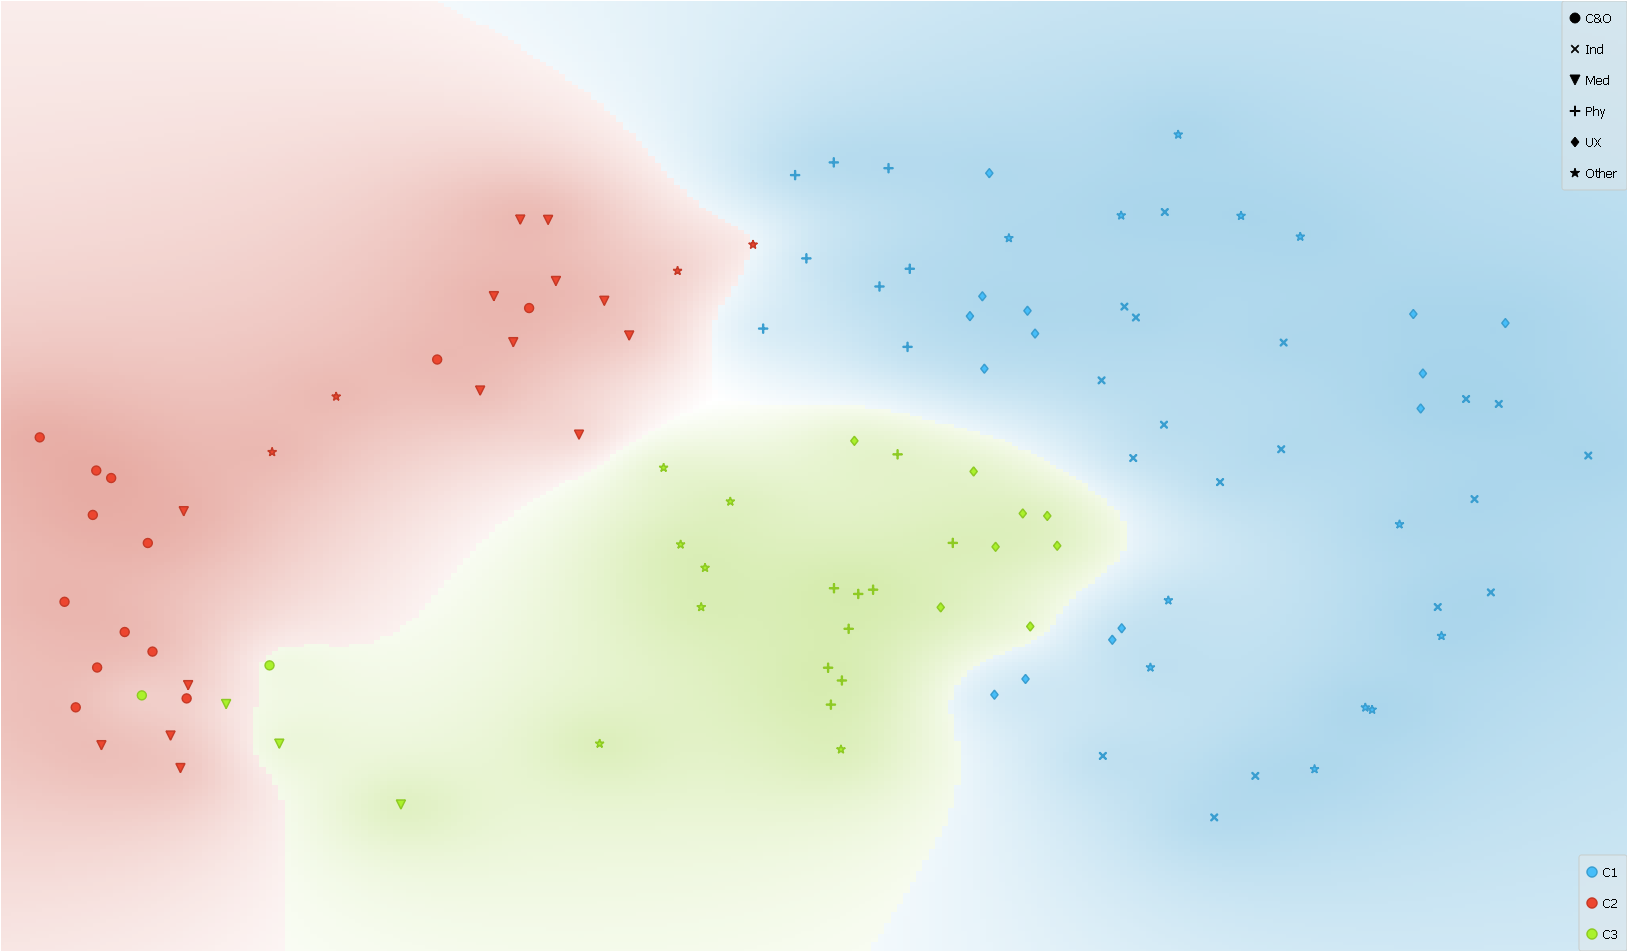 C&O
Ind
Med
Phy
UX
Other
C1
C2
C3